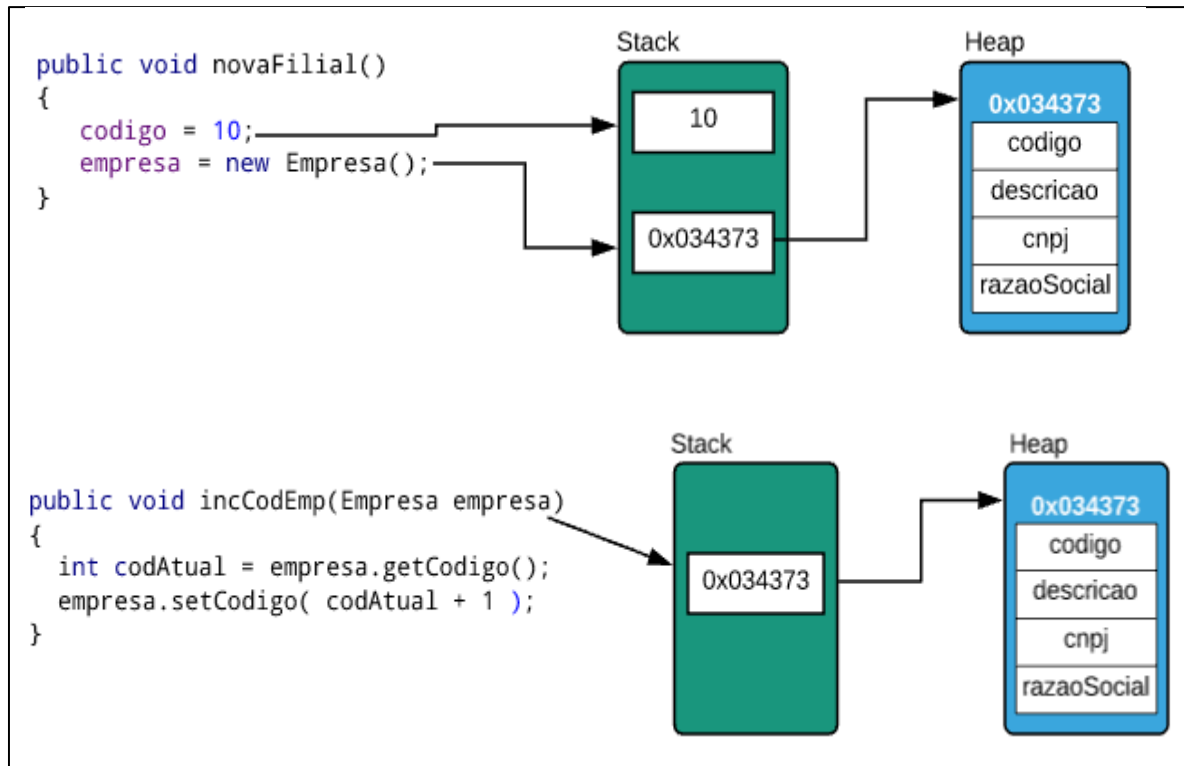 public void novaFilial()
{
codigo = 10;
empresa = new Empresa();
}
Stack
10
0x034373
Heap
0x034373
codigo
descricao
cnpj
razaoSocial
public void incCodEmp(Empresa empresa)
{
int codAtual = empresa.getCodigo();
empresa.setCodigo( codAtual + 1 );
}
Stack
0x034373
Heap
0x034373
codigo
descricao
cnpj
razaoSocial